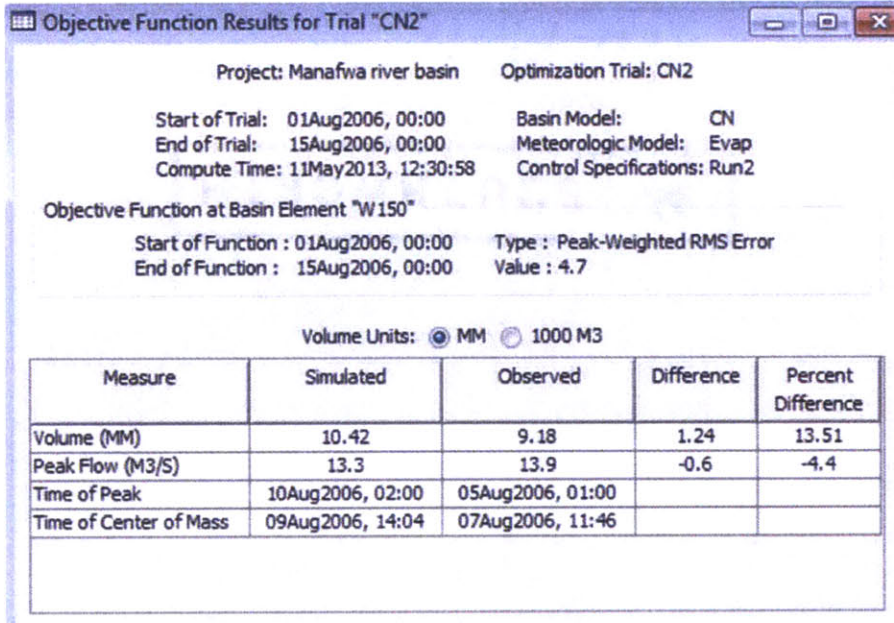 Objective Function Results for Trial "CN2"
Project: Manafwa river basin Optimization Trial: CN2
Start of Trial: 01Aug2006, 00:00 Basin Model: CN
End of Trial: 15Aug2006, 00:00 Meteorologic Model: Evap
Compute Time: 11May2013, 12:30:58 Control Specifications: Run2
Objective Function at Basin Element "W150"
Start of Function : 01Aug2006, 00:00 Type : Peak-Weighted RMS Error
End of Function : 15Aug2006, 00:00 Value : 4.7
Volume Units: MM 1000 M3
Measure Simulated Observed Difference Percent Difference
Volume (MM) 10.42 9.18 1.24 13.51
Peak Flow (M3/S) 13.3 13.9 -0.6 -4.4
Time of Peak 10Aug2006, 02:00 05Aug2006, 01:00
Time of Center of Mass 09Aug2006, 14:04 07Aug2006, 11:46